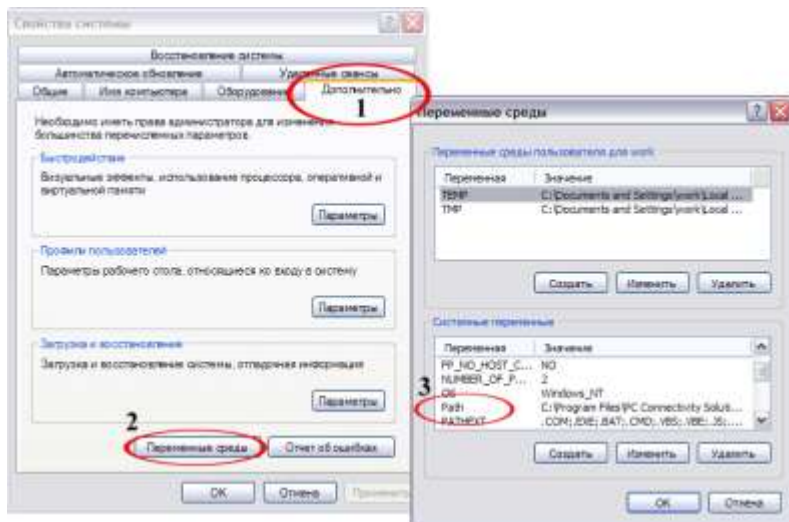 Свойства системы
Восстановление системы
Автоматическое обновление
Удаленные сеансы
Общие
Имя компьютера
Оборудование
Дополнительно
1
Необходимо иметь права администратора для изменения
большинства перечисленных параметров.
Быстродействие
Визуальные эффекты, использование процессора, оперативной и
виртуальной памяти
Параметры
Профили пользователей
Параметры рабочего стола, относящиеся ко входу в систему
Параметры
Загрузка и восстановление
Загрузка и восстановление системы, отладочная информация
Параметры
2
Переменные среды
Отчет об ошибках
OK
Отмена
Применить
Переменные среды
Переменные среды пользователя для work
Переменная Значение
TEMP C:\Documents and Settings\work\Local ...
TMP C:\Documents and Settings\work\Local ...
Создать
Изменить
Удалить
Системные переменные
Переменная Значение
FP_NO_HOST_C... NO
NUMBER_OF_P... 2
OS Windows_NT
3
Path C:\Program Files\PC Connectivity Solut...
PATHEXT .COM;.EXE;.BAT;.CMD;.VBS;.VBE;.JS;....
Создать
Изменить
Удалить
OK
Отмена